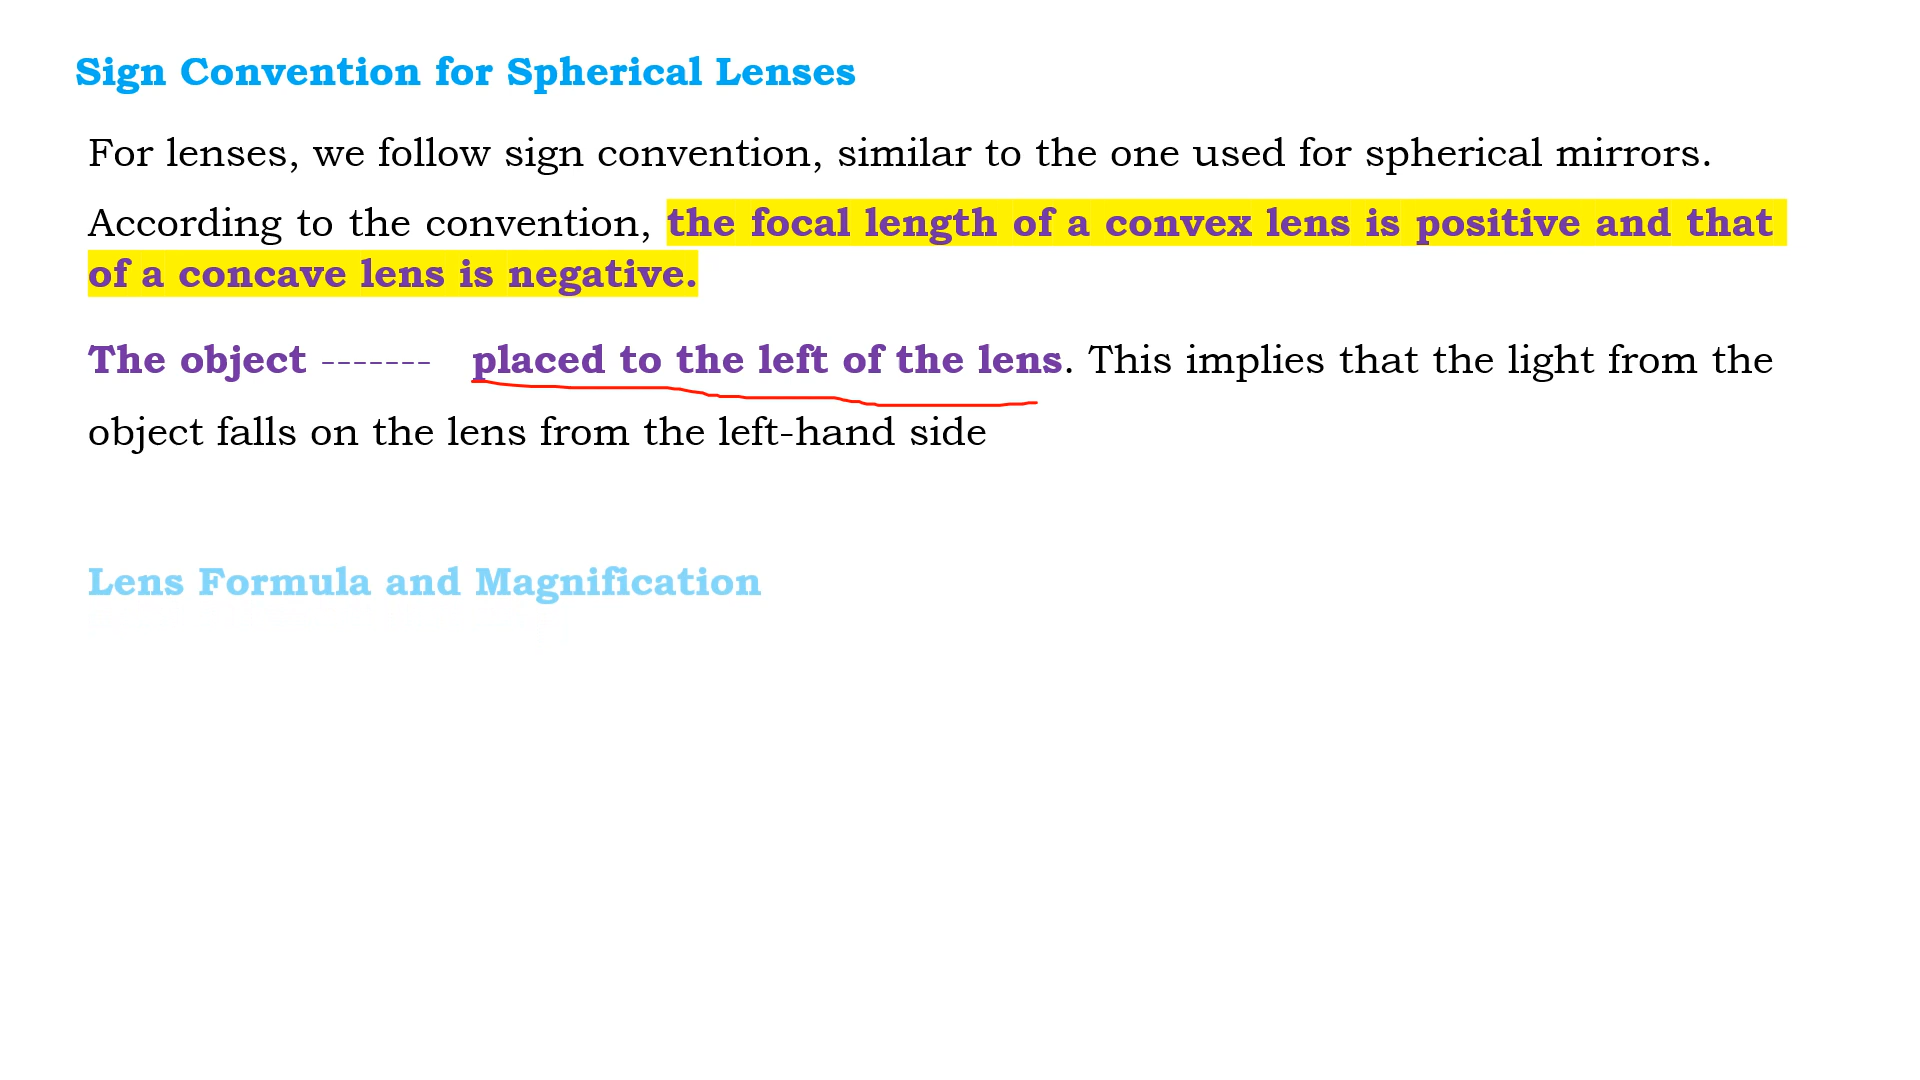 Sign Convention for Spherical Lenses
For lenses, we follow sign convention, similar to the one used for spherical mirrors.
According to the convention, the focal length of a convex lens is positive and that
of a concave lens is negative.
The object ------- placed to the left of the lens. This implies that the light from the
object falls on the lens from the left-hand side
Lens Formula and Magnification